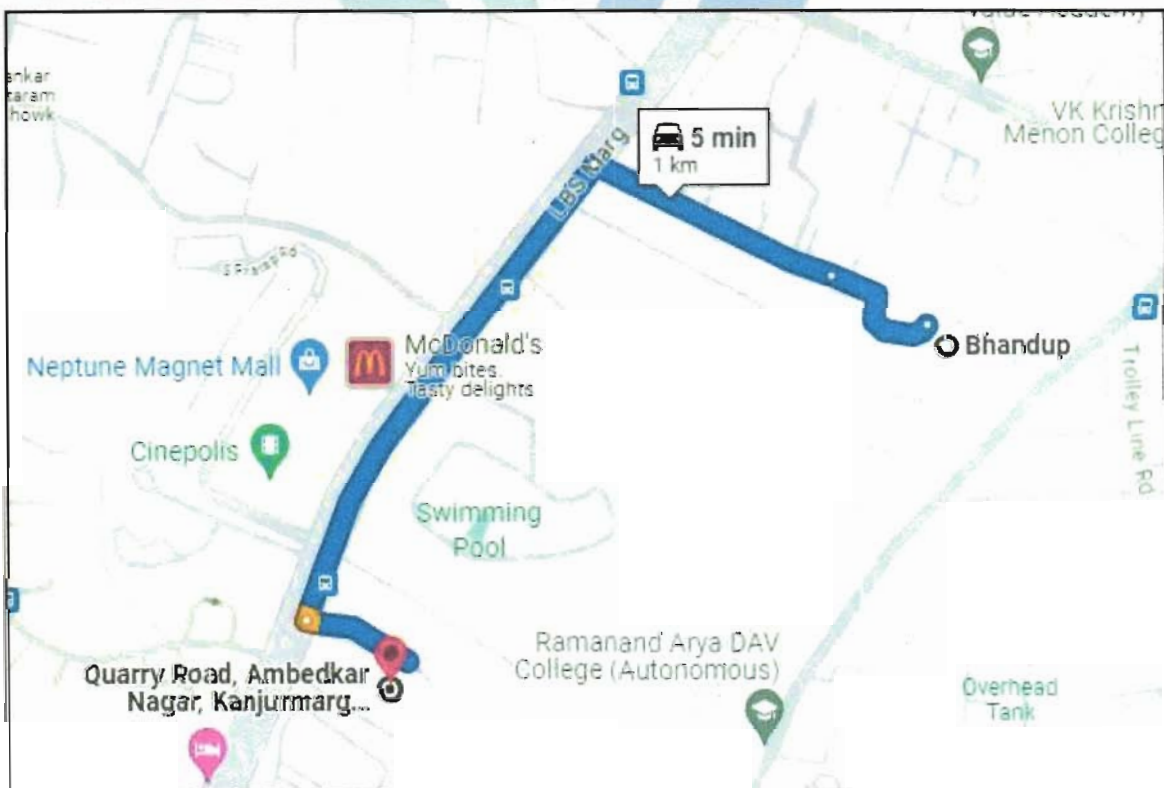 ankar
zaram
howk
VK Krishn
Menon Colleg
5 min
1 km
LBS Marg
Neptune Magnet Mall
McDonald's
Yum bites.
Tasty delights
Bhandup
Trolley Line Rd
Cinepolis
Swimming
Pool
Quarry Road, Ambedkar
Nagar, Kanjurmarg...
Ramanand Arya DAV
College (Autonomous)
Overhead
Tank